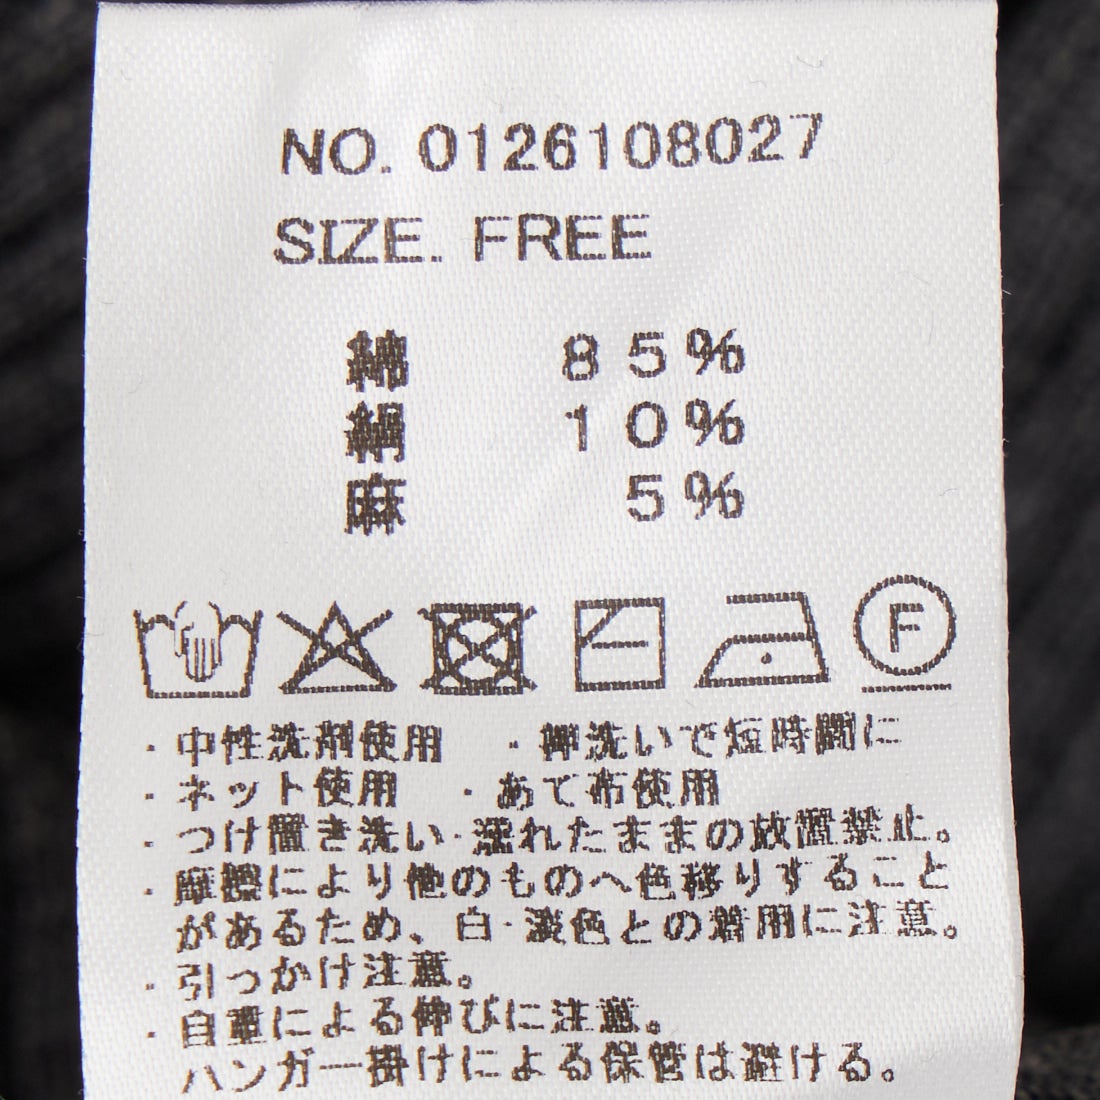 NO. 0126108027
SIZE. FREE
綿 85%
絹 10%
麻 5%
F
・中性洗剤使用 ・押洗いで短時間に
・ネット使用 ・あて布使用
・つけ置き洗い・濡れたままの放置禁止。
・摩擦により他のものへ色移りすること
があるため、白・淡色との着用に注意。
・引っかけ注意。
・自重による伸びに注意。
ハンガー掛けによる保管は避ける。